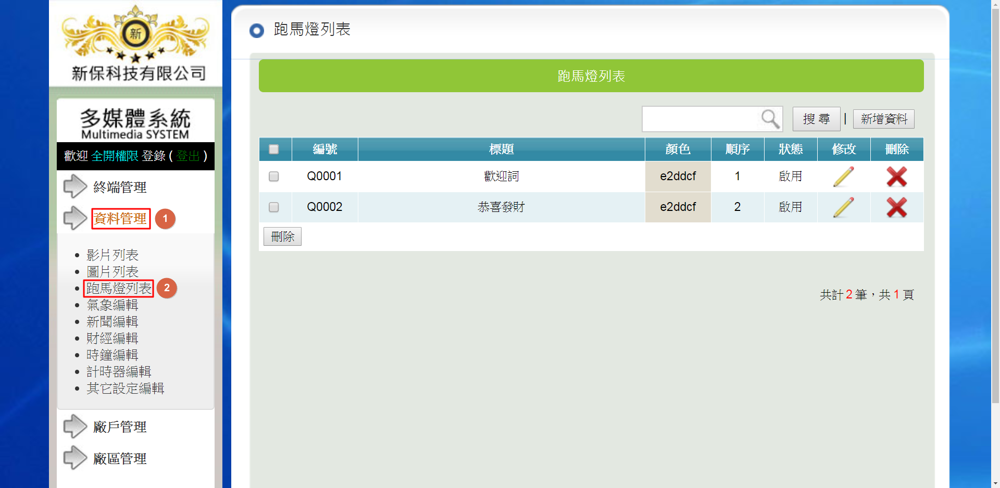 新
新保科技有限公司
多媒體系統
Multimedia SYSTEM
歡迎 全開權限 登錄 ( 登出 )
終端管理
資料管理 1
影片列表
圖片列表
跑馬燈列表 2
氣象編輯
新聞編輯
財經編輯
時鐘編輯
計時器編輯
其它設定編輯
廠戶管理
廠區管理
跑馬燈列表
跑馬燈列表
搜 尋 | 新增資料
編號 標題 顏色 順序 狀態 修改 刪除
Q0001 歡迎詞 e2ddcf 1 啟用
Q0002 恭喜發財 e2ddcf 2 啟用
刪除
共計 2 筆，共 1 頁